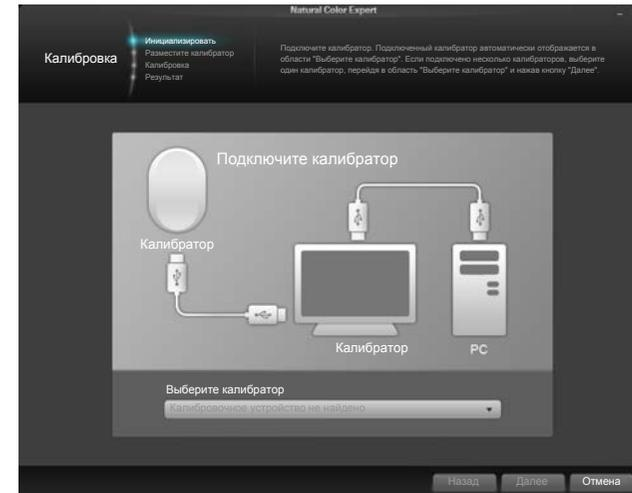 Natural Color Expert
Калибровка
Инициализировать
Разместите калибратор
Калибровка
Результат
Подключите калибратор. Подключенный калибратор автоматически отображается в
области "Выберите калибратор". Если подключено несколько калибраторов, выберите
один калибратор, перейдя в область "Выберите калибратор" и нажав кнопку "Далее".
Подключите калибратор
Калибратор
Калибратор
PC
Выберите калибратор
Калибровочное устройство не найдено
Назад
Далее
Отмена